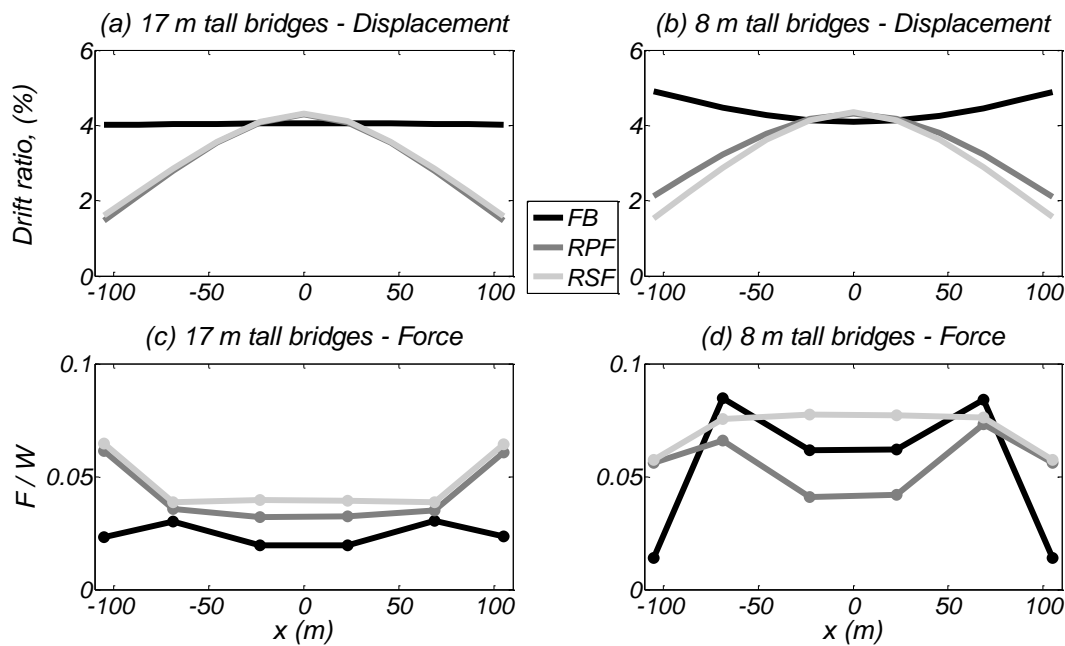 (a) 17 m tall bridges - Displacement
(b) 8 m tall bridges - Displacement
Drift ratio, (%)
6
4
2
0
-100 -50 0 50 100
6
4
2
0
-100 -50 0 50 100
FB
RPF
RSF
(c) 17 m tall bridges - Force
(d) 8 m tall bridges - Force
F / W
0.1
0.05
0
-100 -50 0 50 100
x (m)
0.1
0.05
0
-100 -50 0 50 100
x (m)